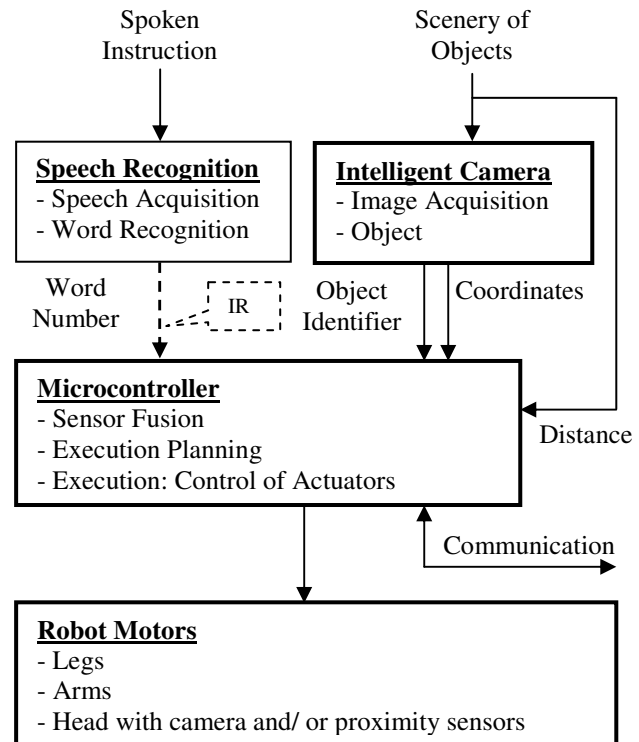 Spoken
Instruction
Scenery of
Objects
Speech Recognition
- Speech Acquisition
- Word Recognition
Intelligent Camera
- Image Acquisition
- Object
Word
Number
IR
Object
Identifier
Coordinates
Microcontroller
- Sensor Fusion
- Execution Planning
- Execution: Control of Actuators
Distance
Communication
Robot Motors
- Legs
- Arms
- Head with camera and/ or proximity sensors